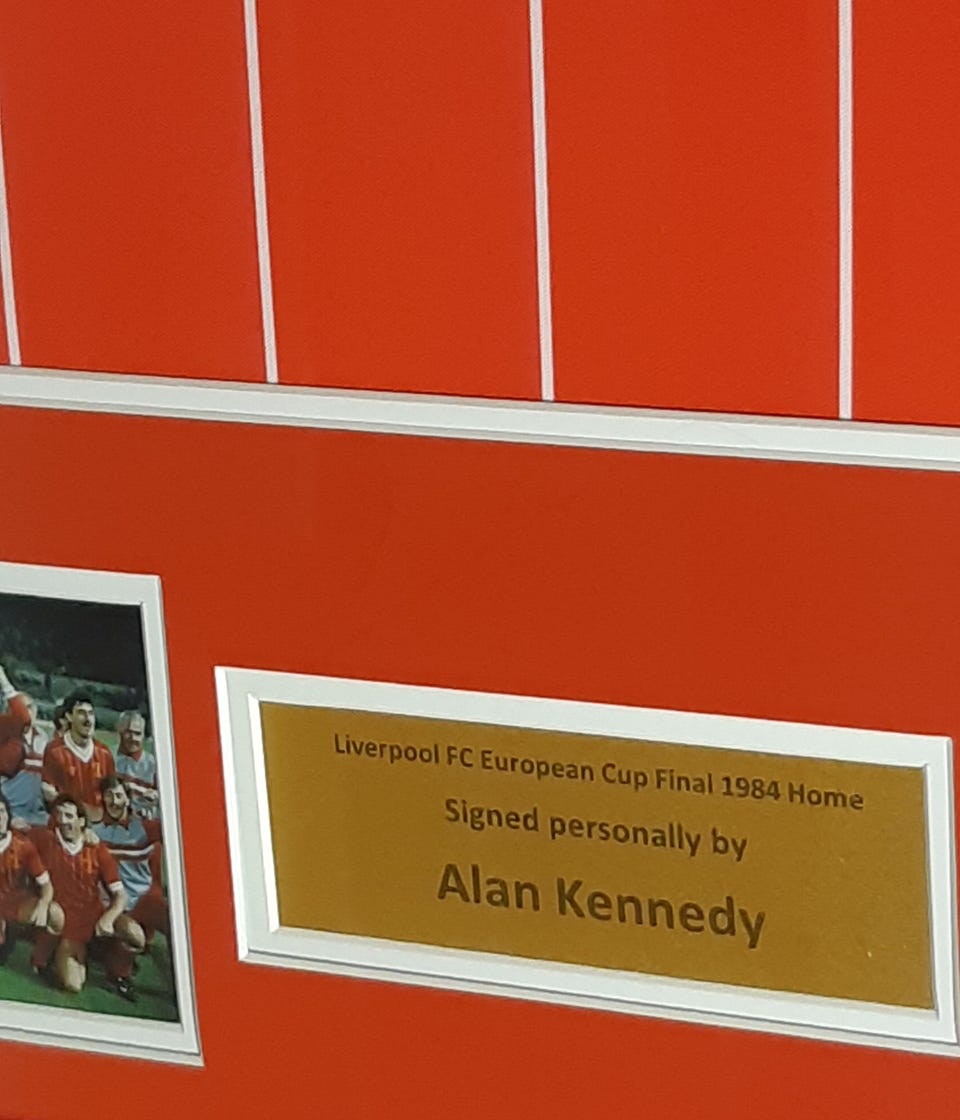 Liverpool FC European Cup Final 1984 Home
Signed personally by
Alan Kennedy